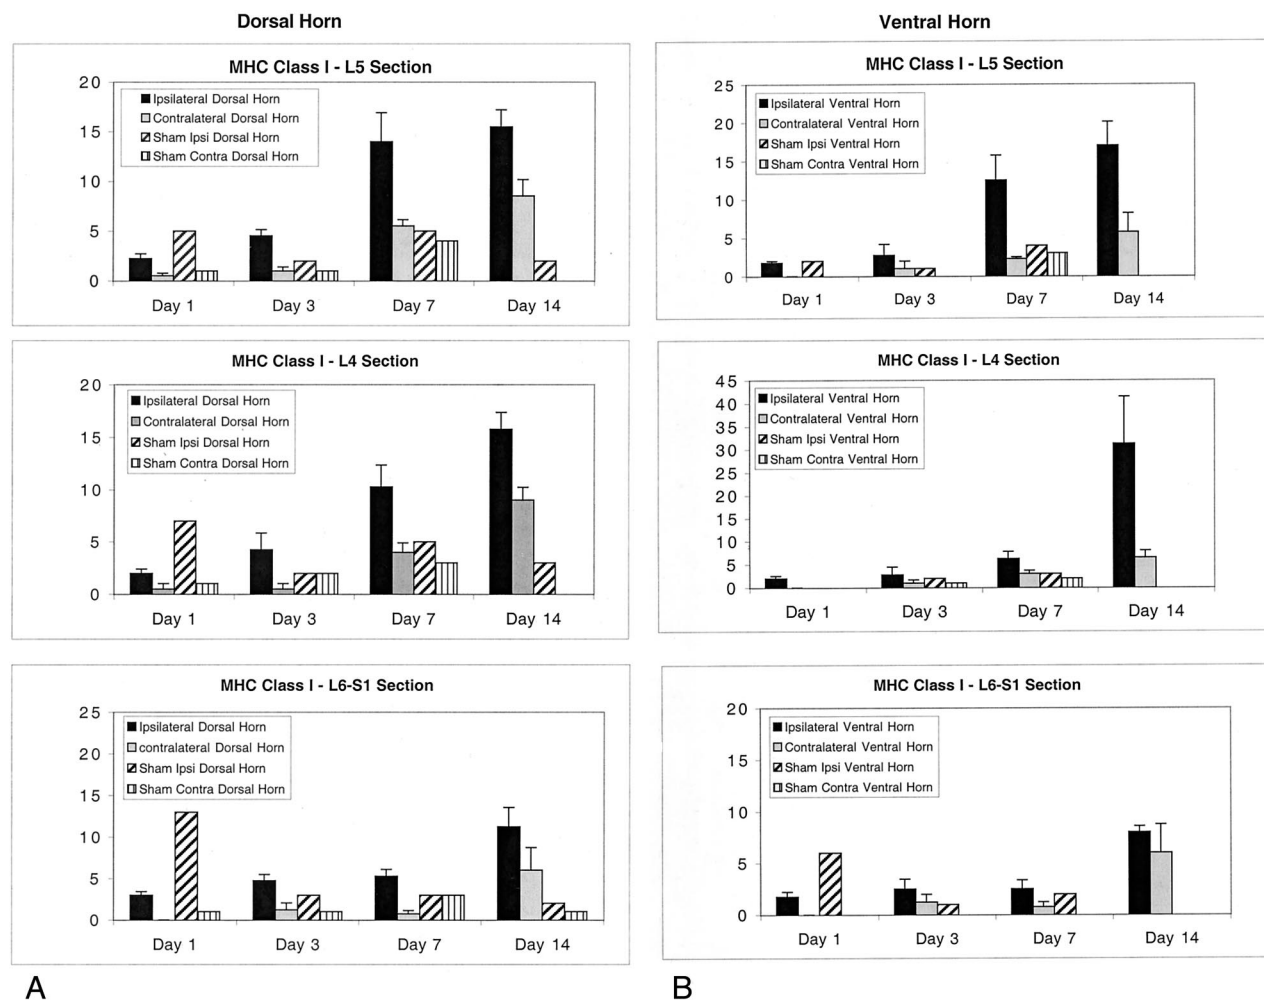 Dorsal Horn
MHC Class I - L5 Section
20
15
10
5
0
Ipsilateral Dorsal Horn
Contralateral Dorsal Horn
Sham Ipsi Dorsal Horn
Sham Contra Dorsal Horn
Day 1 Day 3 Day 7 Day 14
MHC Class I - L4 Section
20
15
10
5
0
Ipsilateral Dorsal Horn
Contralateral Dorsal Horn
Sham Ipsi Dorsal Horn
Sham Contra Dorsal Horn
Day 1 Day 3 Day 7 Day 14
MHC Class I - L6-S1 Section
25
20
15
10
5
0
Ipsilateral Dorsal Horn
contralateral Dorsal Horn
Sham Ipsi Dorsal Horn
Sham Contra Dorsal Horn
Day 1 Day 3 Day 7 Day 14
A
Ventral Horn
MHC Class I - L5 Section
25
20
15
10
5
0
Ipsilateral Ventral Horn
Contralateral Ventral Horn
Sham Ipsi Ventral Horn
Sham Contra Ventral Horn
Day 1 Day 3 Day 7 Day 14
MHC Class I - L4 Section
45
40
35
30
25
20
15
10
5
0
Ipsilateral Ventral Horn
Contralateral Ventral Horn
Sham Ipsi Ventral Horn
Sham Contra Ventral Horn
Day 1 Day 3 Day 7 Day 14
MHC Class I - L6-S1 Section
20
15
10
5
0
Ipsilateral Ventral Horn
Contralateral Ventral Horn
Sham Ipsi Ventral Horn
Sham Contra Ventral Horn
Day 1 Day 3 Day 7 Day 14
B